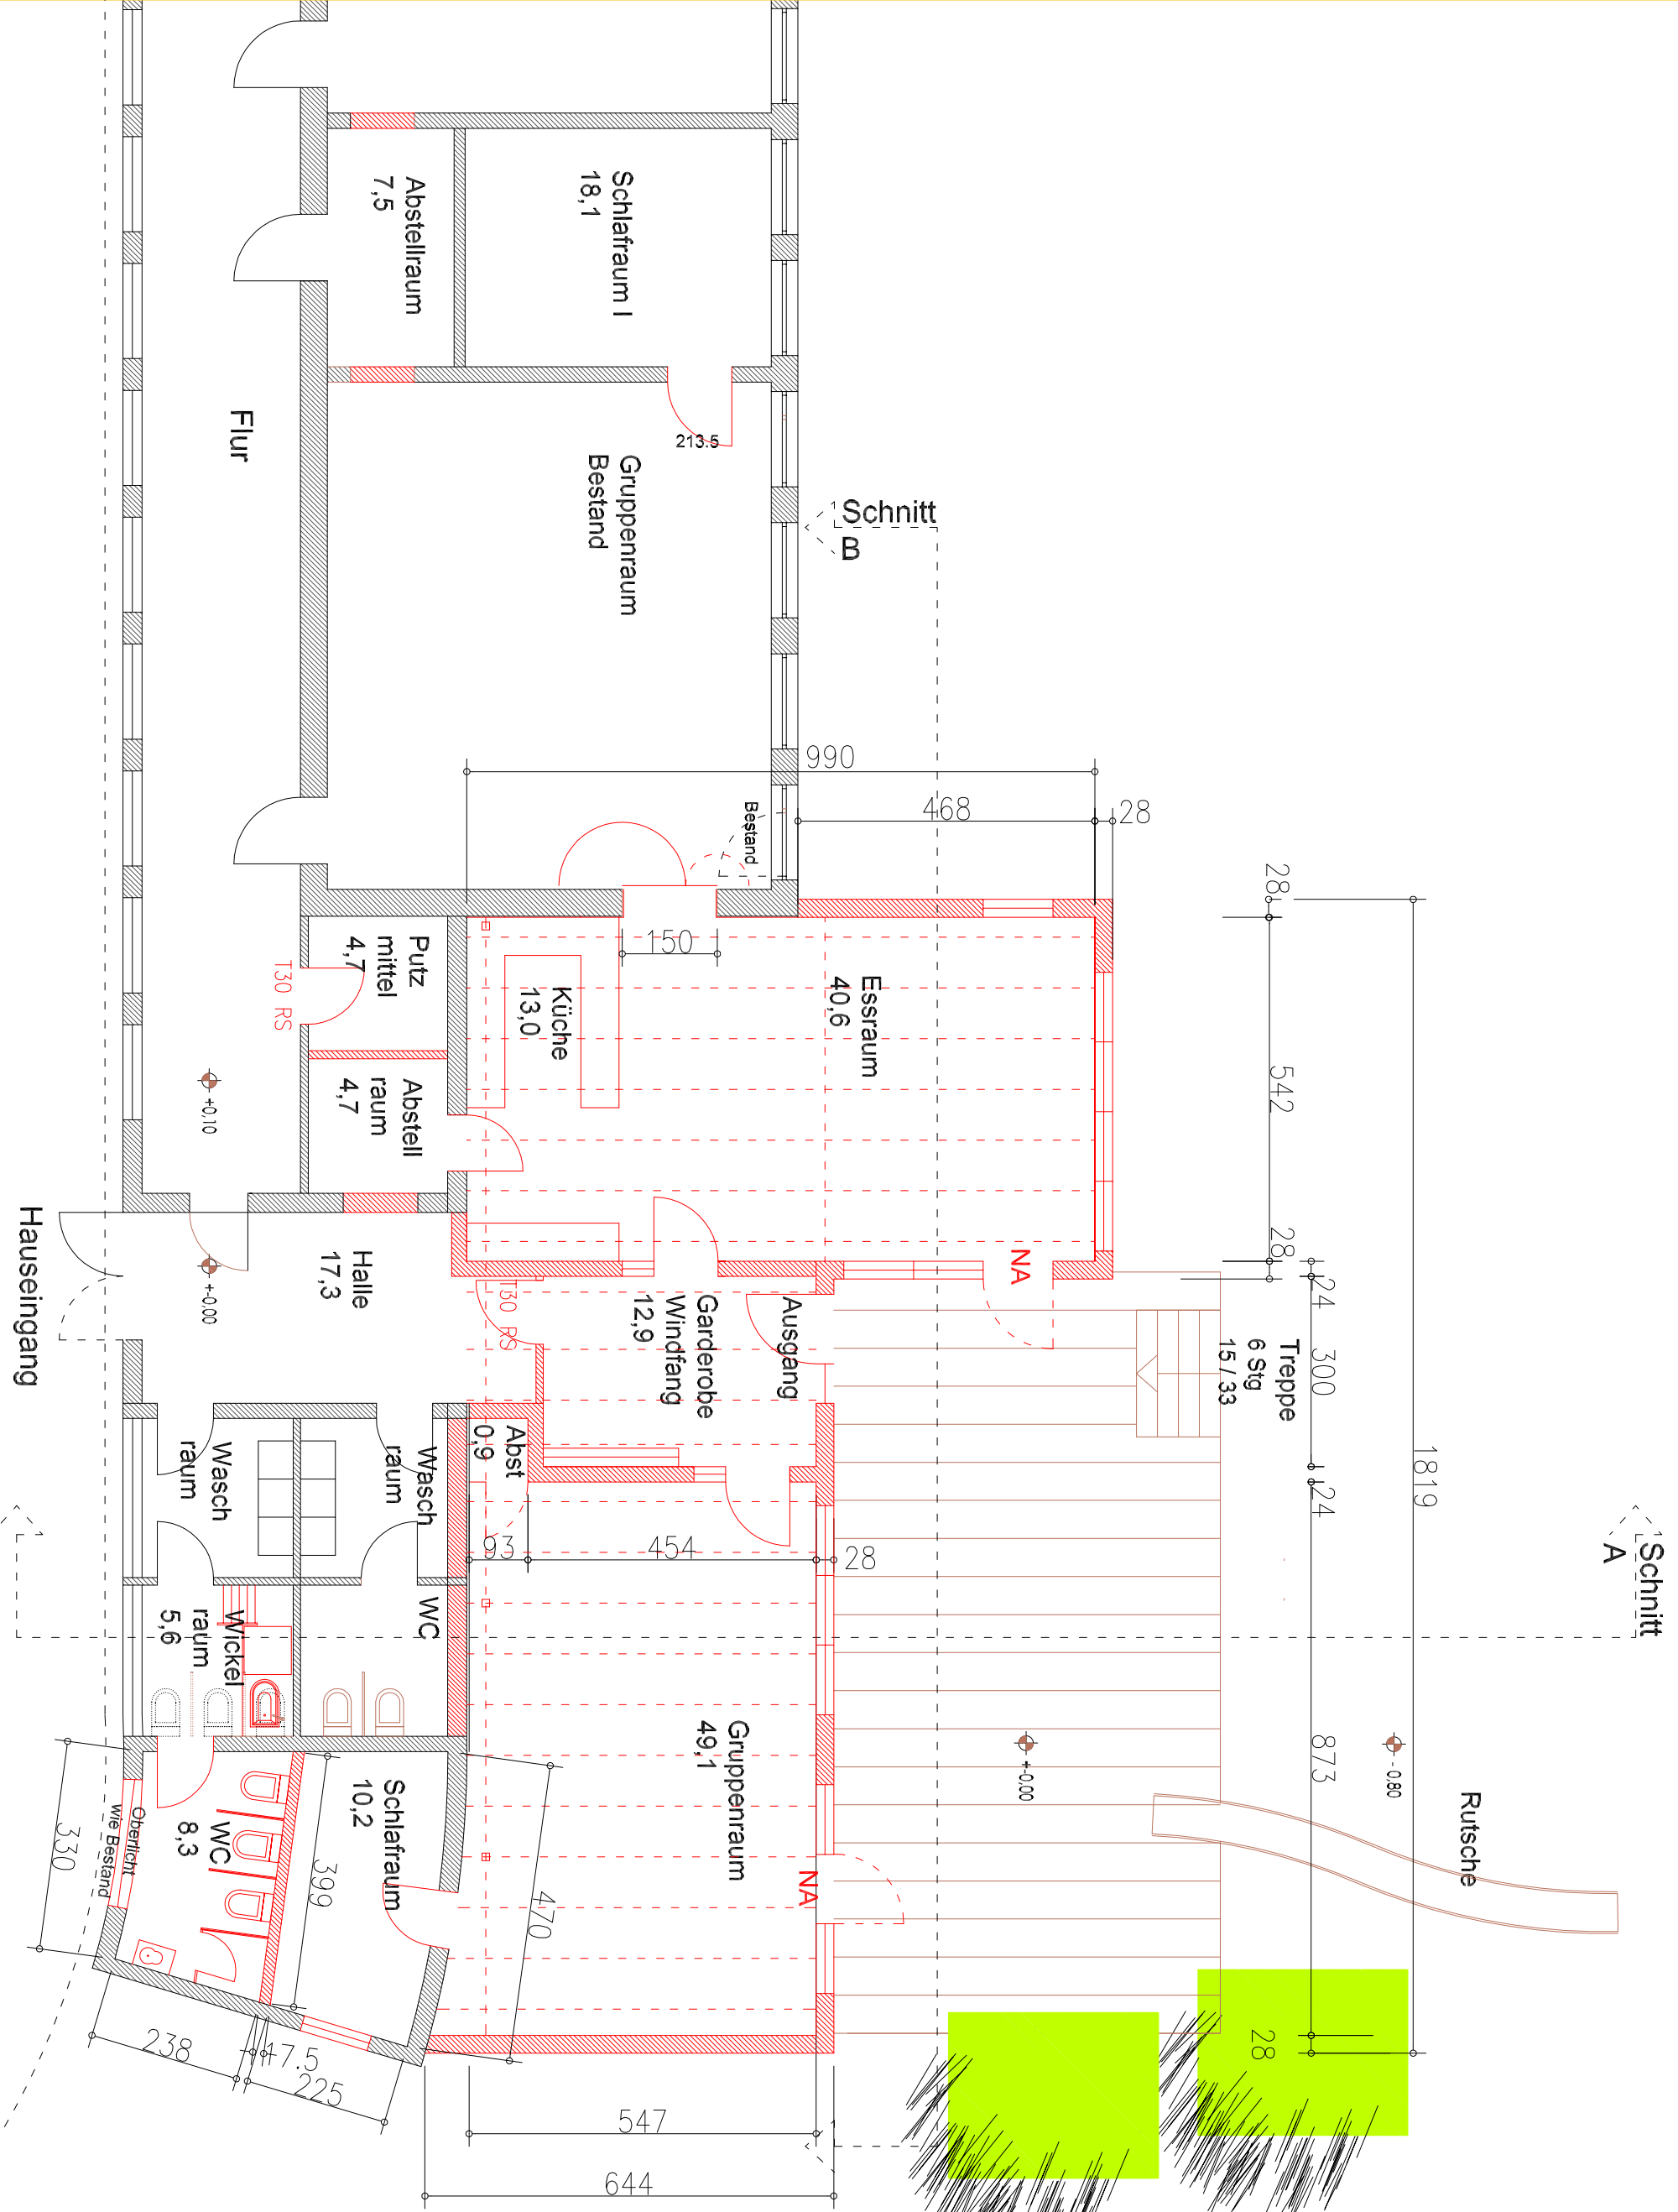 Schlafraum I
18,1
Abstellraum
7,5
Flur
213.5
Gruppenraum
Bestand
Schnitt
B
990
468
28
Bestand
150
Putz
mittel
4,7
T30 RS
Abstell
raum
4,7
+0,10
Küche
13,0
Essraum
40,6
28
542
28
1819
NA
Hauseingang
+-0,00
Halle
17,3
T30 RS
Garderobe
Windfang
12,9
Ausgang
Treppe
6 Stg
15 / 33
24
300
24
873
28
Abst
0,9
Wasch
raum
Wasch
raum
WC
Wickel
raum
5,6
93
454
28
Schnitt
A
Gruppenraum
49,1
NA
+-0,00
- 0,80
Rutsche
Schlafraum
10,2
WC
8,3
Oberlicht
wie Bestand
330
399
470
238
17.5
225
547
644